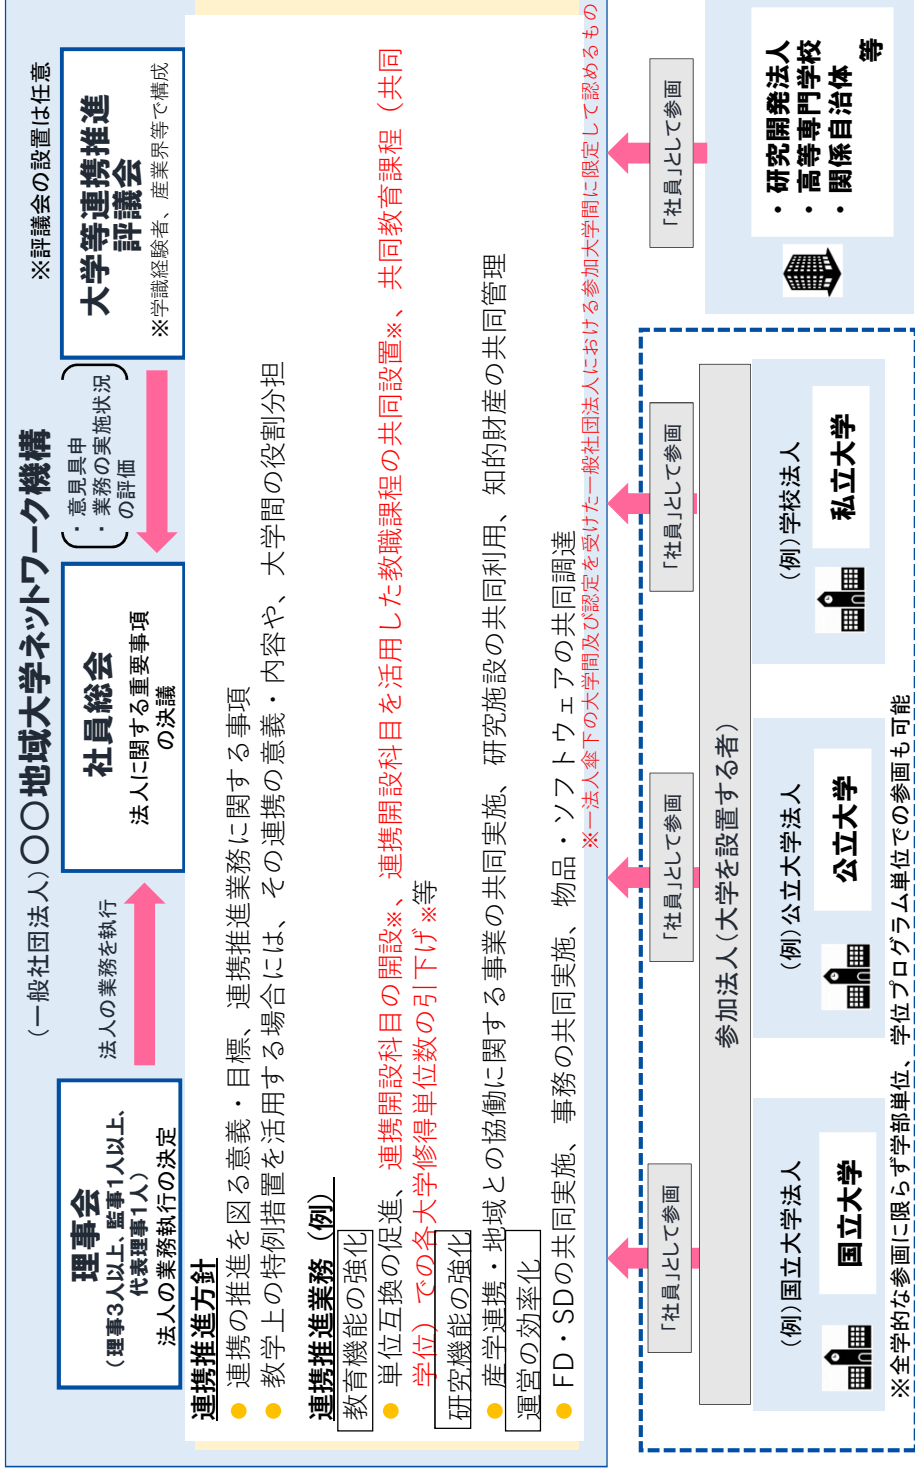 (一般社団法人)〇〇地域大学ネットワーク機構
※評議会の設置は任意
理事会
(理事3人以上、監事1人以上、
代表理事1人)
法人の業務執行の決定
法人の業務を執行
社員総会
法人に関する重要事項
の決議
・意見具申
・業務の実施状況
の評価
大学等連携推進
評議会
※学識経験者、産業界等で構成
連携推進方針
● 連携の推進を図る意義・目標、連携推進業務に関する事項
● 教学上の特例措置を活用する場合には、その連携の意義・内容や、大学間の役割分担
連携推進業務(例)
教育機能の強化
● 単位互換の促進、連携開設科目の開設※、連携開設科目を活用した教職課程の共同設置※、共同教育課程(共同
学位)での各大学修得単位数の引下げ※等
研究機能の強化
● 産学連携・地域との協働に関する事業の共同実施、研究施設の共同利用、知的財産の共同管理
運営の効率化
● FD・SDの共同実施、事務の共同実施、物品・ソフトウェアの共同調達
※一法人傘下の大学間及び認定を受けた一般社団法人における参加大学間に限定して認めるもの
「社員」として参画
「社員」として参画
「社員」として参画
「社員」として参画
参加法人(大学を設置する者)
(例)国立大学法人
国立大学
(例)公立大学法人
公立大学
(例)学校法人
私立大学
・研究開発法人
・高等専門学校
・関係自治体
等
※全学的な参画に限らず学部単位、学位プログラム単位での参画も可能